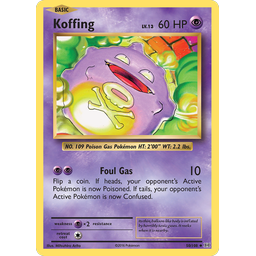 BASIC
Koffing LV.13 60 HP
NO. 109 Poison Gas Pokémon HT: 2'00" WT: 2.2 lbs.
Foul Gas 10
Flip a coin. If heads, your opponent's Active
Pokémon is now Poisoned. If tails, your opponent's
Active Pokémon is now Confused.
weakness ×2 resistance
retreat
cost